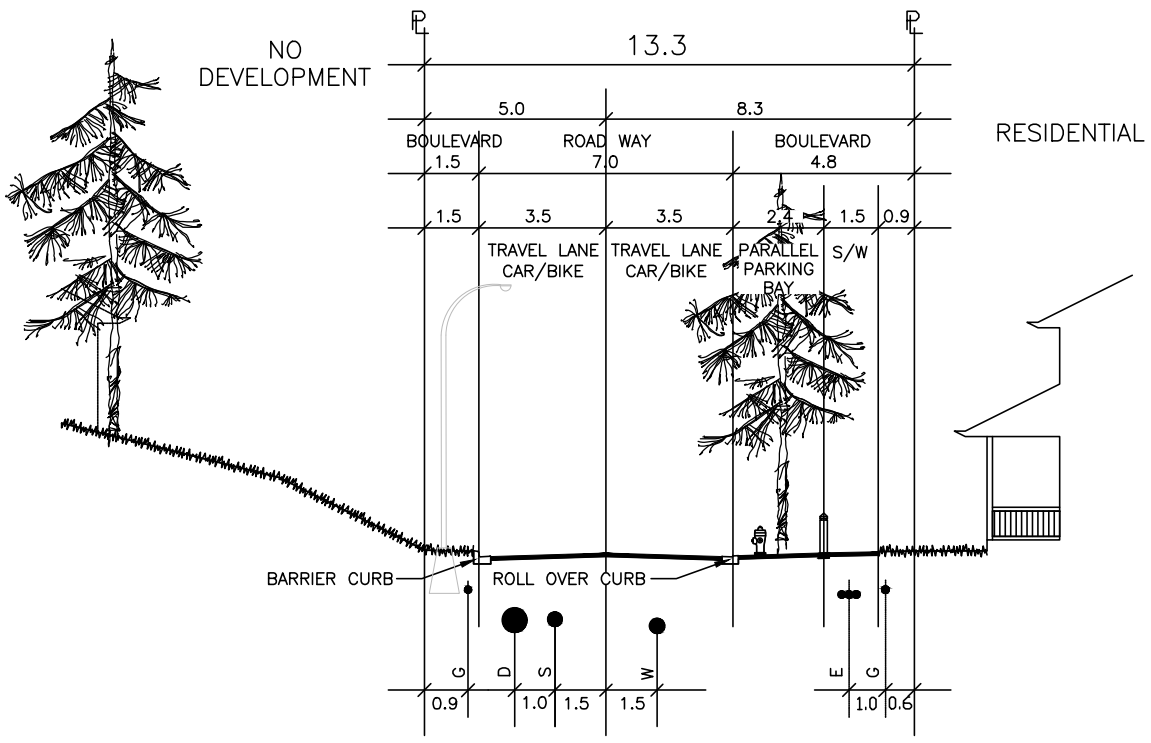 PL
PL
NO
DEVELOPMENT
13.3
5.0
8.3
RESIDENTIAL
BOULEVARD
ROAD WAY
BOULEVARD
1.5
7.0
4.8
1.5
3.5
3.5
2.4
1.5
0.9
TRAVEL LANE
CAR/BIKE
TRAVEL LANE
CAR/BIKE
PARALLEL
PARKING
BAY
S/W
BARRIER CURB
ROLL OVER CURB
G
D
S
W
E
G
0.9
1.0
1.5
1.5
1.0
0.6